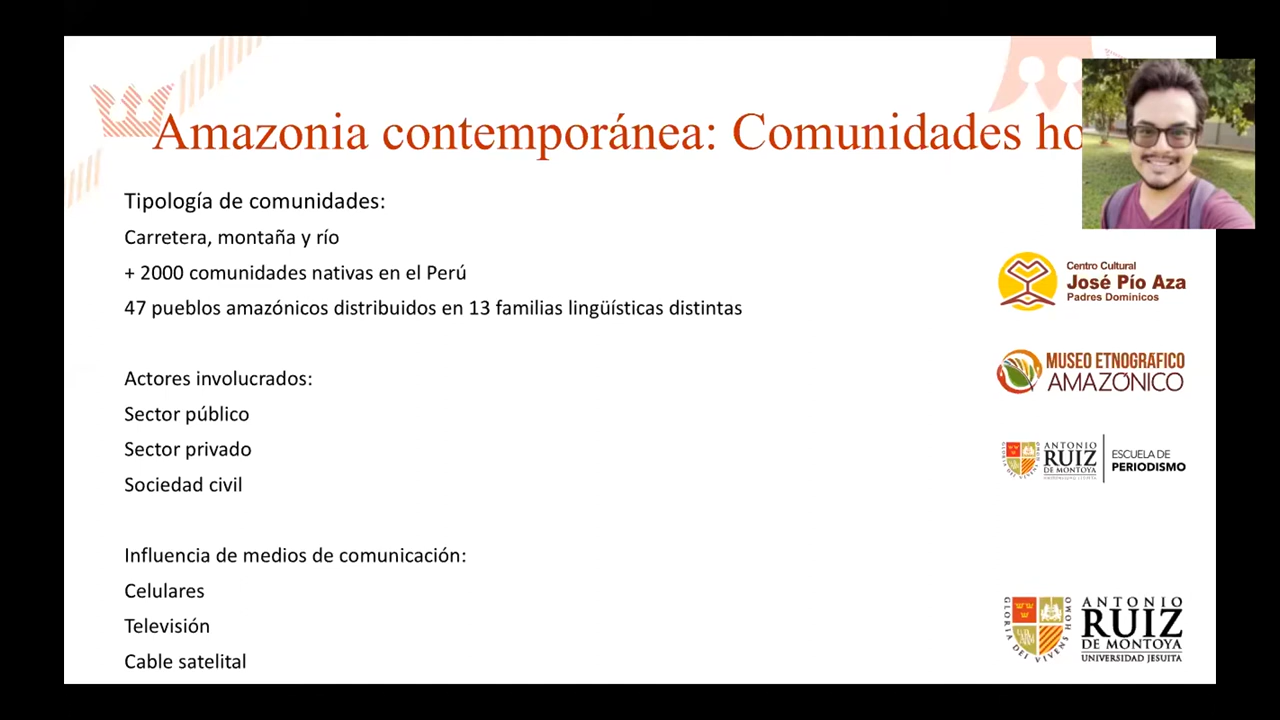 Amazonia contemporánea: Comunidades ho
Tipología de comunidades:
Carretera, montaña y río
+ 2000 comunidades nativas en el Perú
47 pueblos amazónicos distribuidos en 13 familias lingüísticas distintas
Actores involucrados:
Sector público
Sector privado
Sociedad civil
Influencia de medios de comunicación:
Celulares
Televisión
Cable satelital
Centro Cultural
José Pío Aza
Padres Dominicos
MUSEO ETNOGRÁFICO
AMAZÓNICO
ANTONIO
RUIZ
DE MONTOYA
UNIVERSIDAD JESUITA
ESCUELA DE
PERIODISMO
GLORIA DEI VIVENS HOMO
ANTONIO
RUIZ
DE MONTOYA
UNIVERSIDAD JESUITA